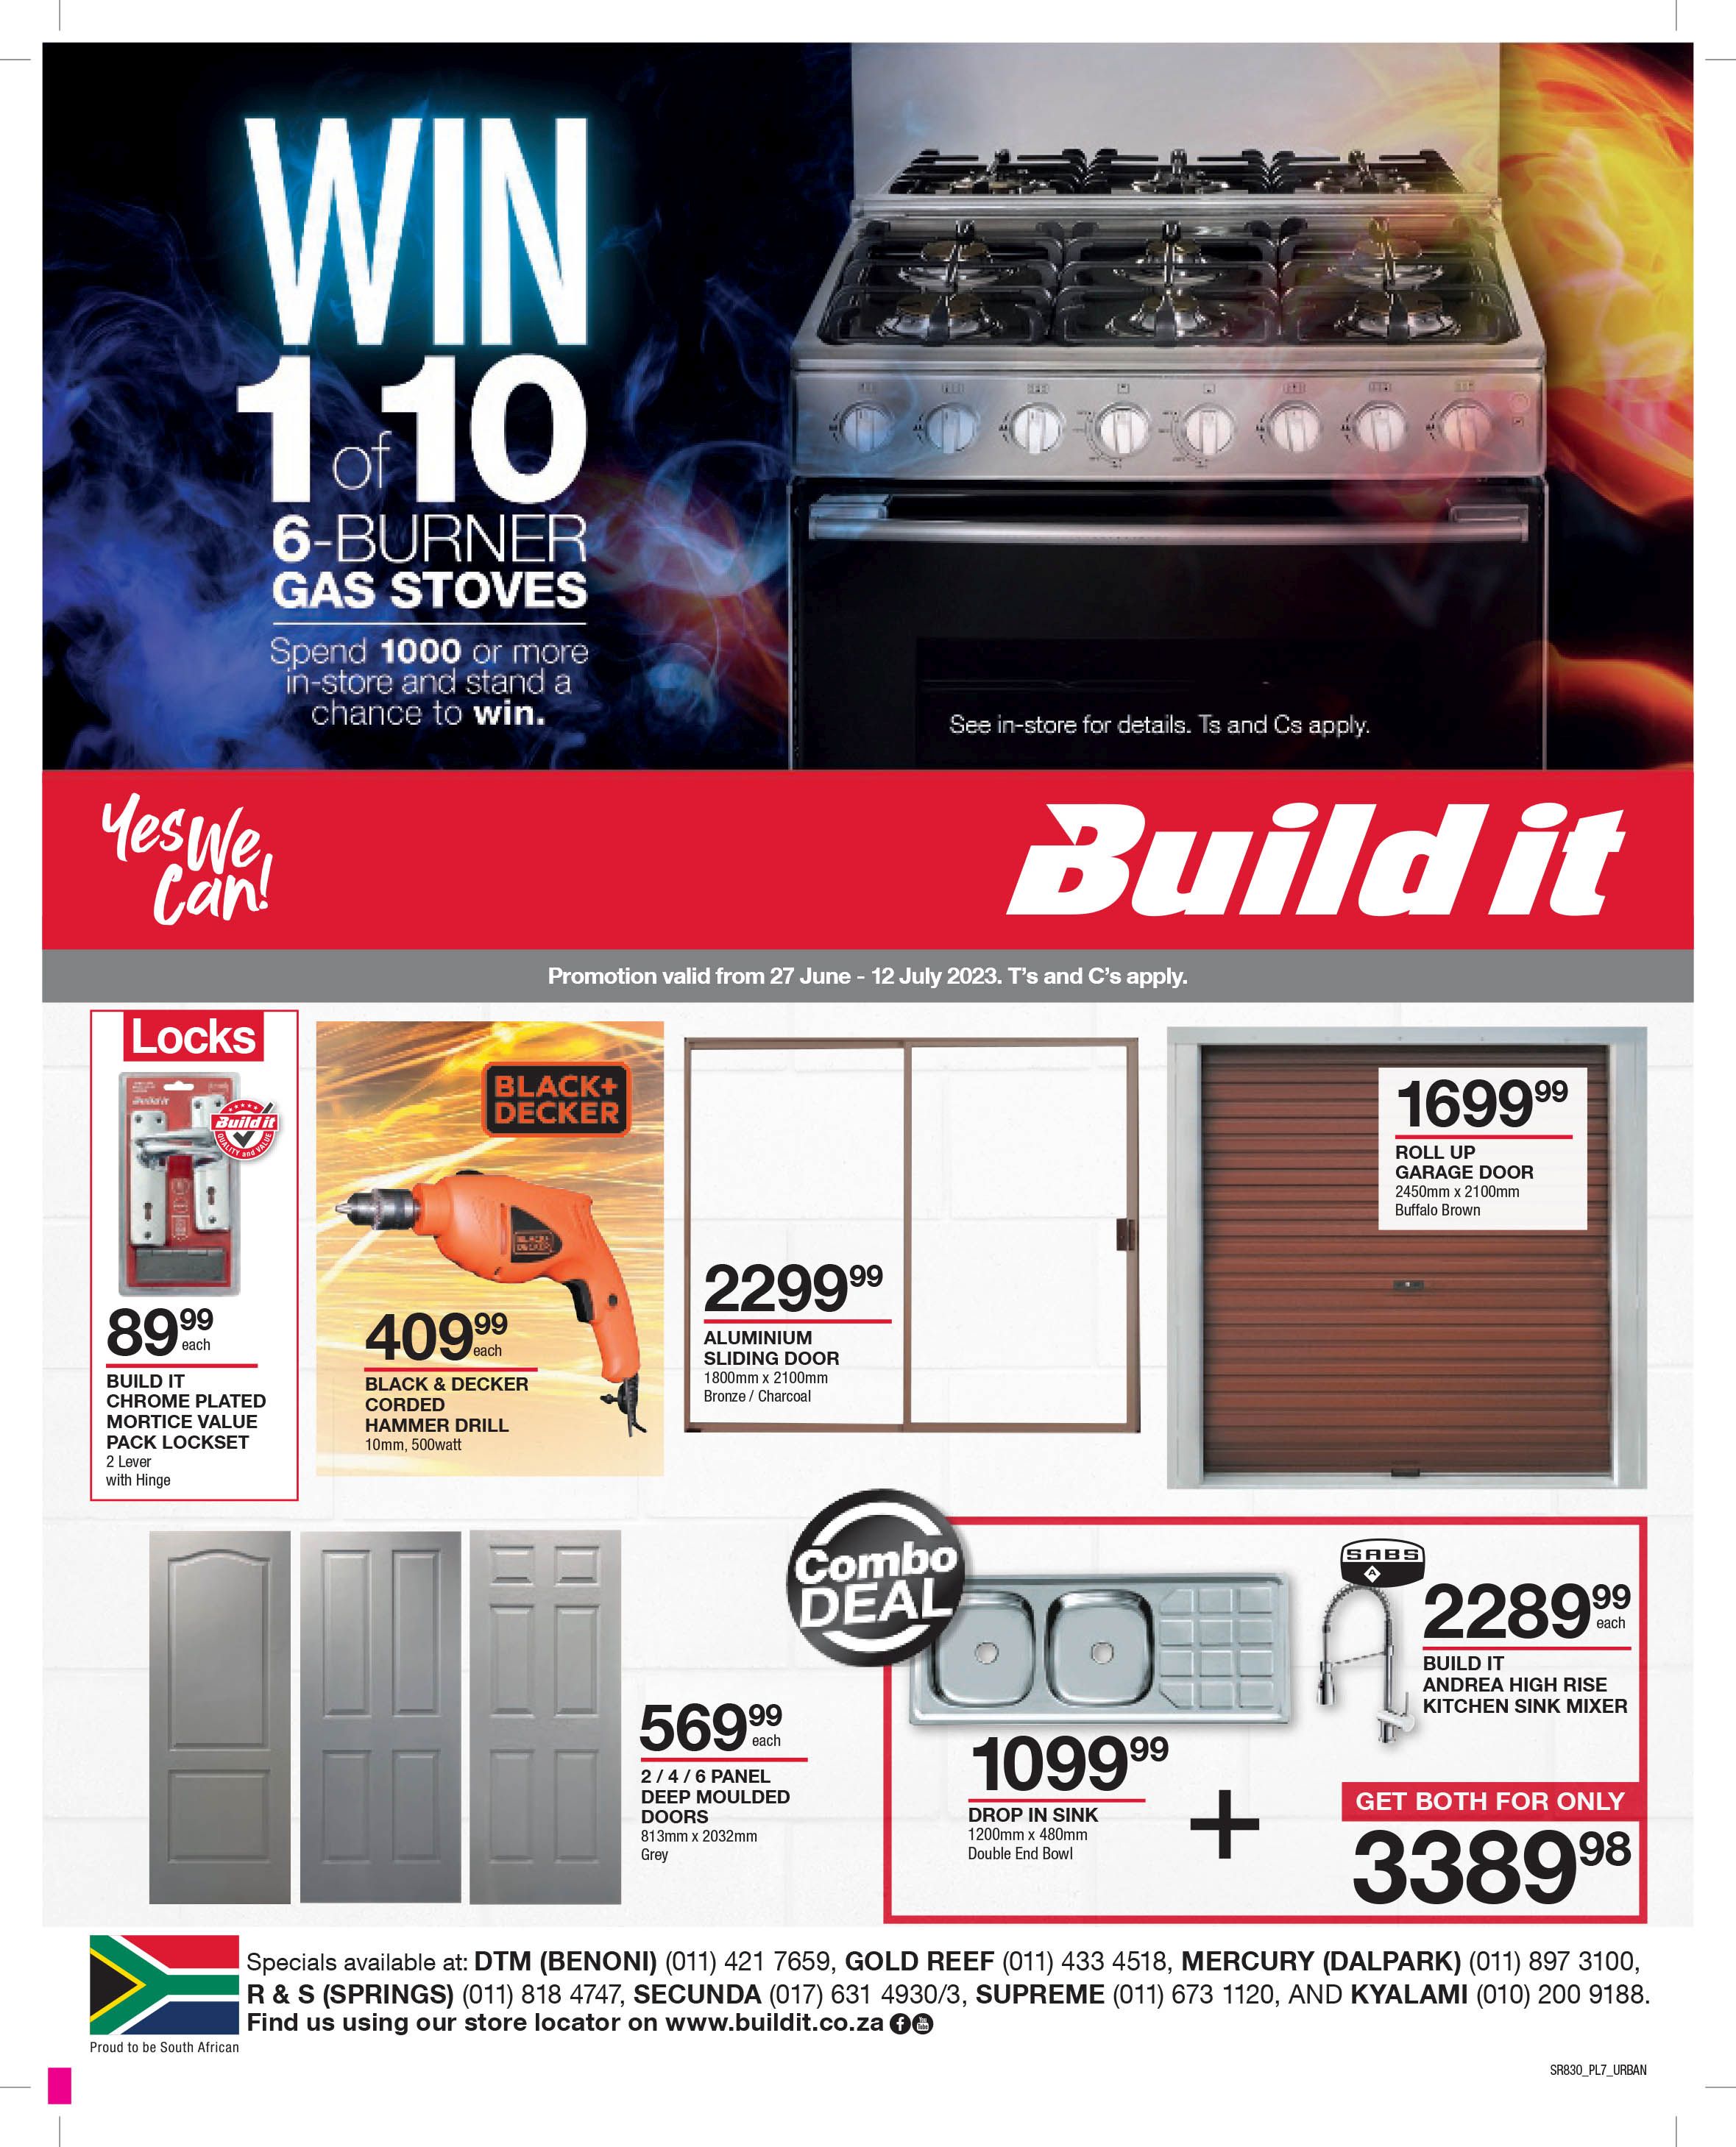 WIN
1 of 10
6-BURNER
GAS STOVES
Spend 1000 or more
in-store and stand a
chance to win.
See in-store for details. Ts and Cs apply.
Yes We
Can!
Build it
Promotion valid from 27 June - 12 July 2023. T's and C's apply.
Locks
Build it
Build it
QUALITY and VALUE
89 99
each
BUILD IT
CHROME PLATED
MORTICE VALUE
PACK LOCKSET
2 Lever
with Hinge
BLACK+
DECKER
BLACK+
DECKER
409 99
each
BLACK & DECKER
CORDED
HAMMER DRILL
10mm, 500watt
2299 99
ALUMINIUM
SLIDING DOOR
1800mm x 2100mm
Bronze / Charcoal
1699 99
ROLL UP
GARAGE DOOR
2450mm x 2100mm
Buffalo Brown
569 99
each
2 / 4 / 6 PANEL
DEEP MOULDED
DOORS
813mm x 2032mm
Grey
Combo
DEAL
1099 99
DROP IN SINK
1200mm x 480mm
Double End Bowl
+
SABS
A
2289 99
each
BUILD IT
ANDREA HIGH RISE
KITCHEN SINK MIXER
GET BOTH FOR ONLY
3389 98
Specials available at: DTM (BENONI) (011) 421 7659, GOLD REEF (011) 433 4518, MERCURY (DALPARK) (011) 897 3100,
R & S (SPRINGS) (011) 818 4747, SECUNDA (017) 631 4930/3, SUPREME (011) 673 1120, AND KYALAMI (010) 200 9188.
Find us using our store locator on www.buildit.co.za
Proud to be South African
SR830_PL7_URBAN